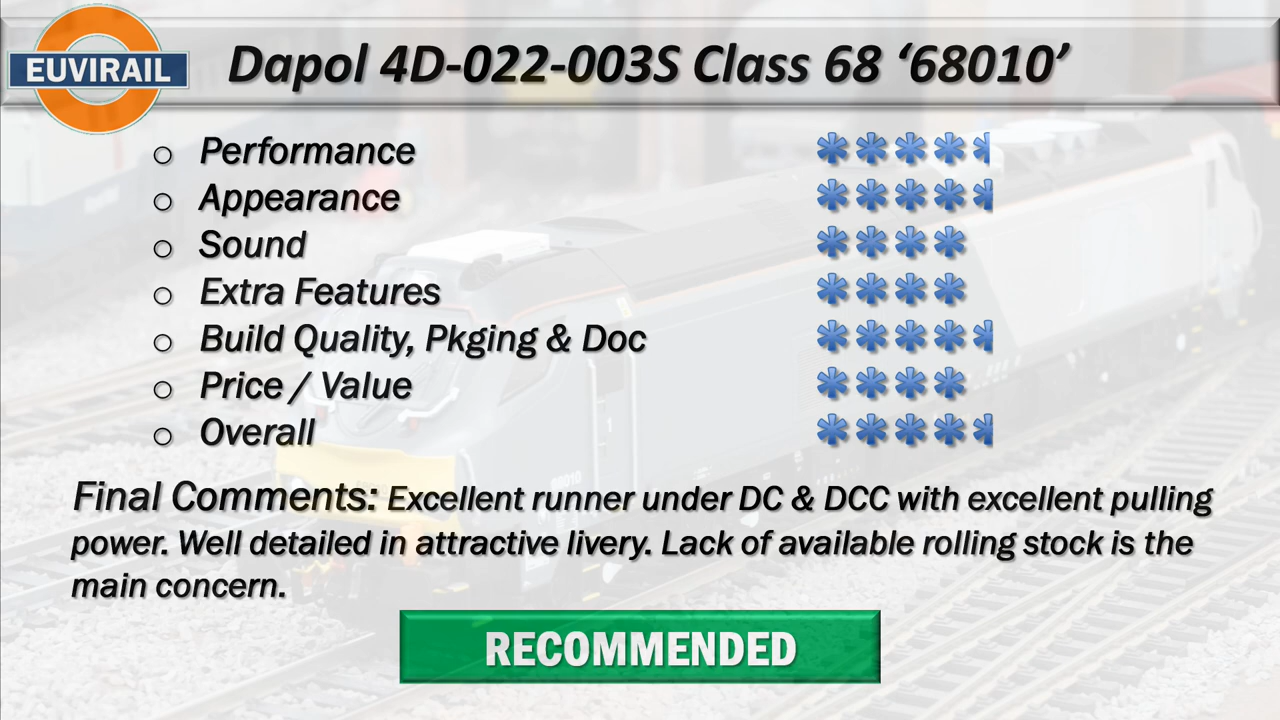 EUVIRAIL
Dapol 4D-022-003S Class 68 ‘68010’
o Performance
o Appearance
o Sound
o Extra Features
o Build Quality, Pkging & Doc
o Price / Value
o Overall
Final Comments: Excellent runner under DC & DCC with excellent pulling
power. Well detailed in attractive livery. Lack of available rolling stock is the
main concern.
RECOMMENDED